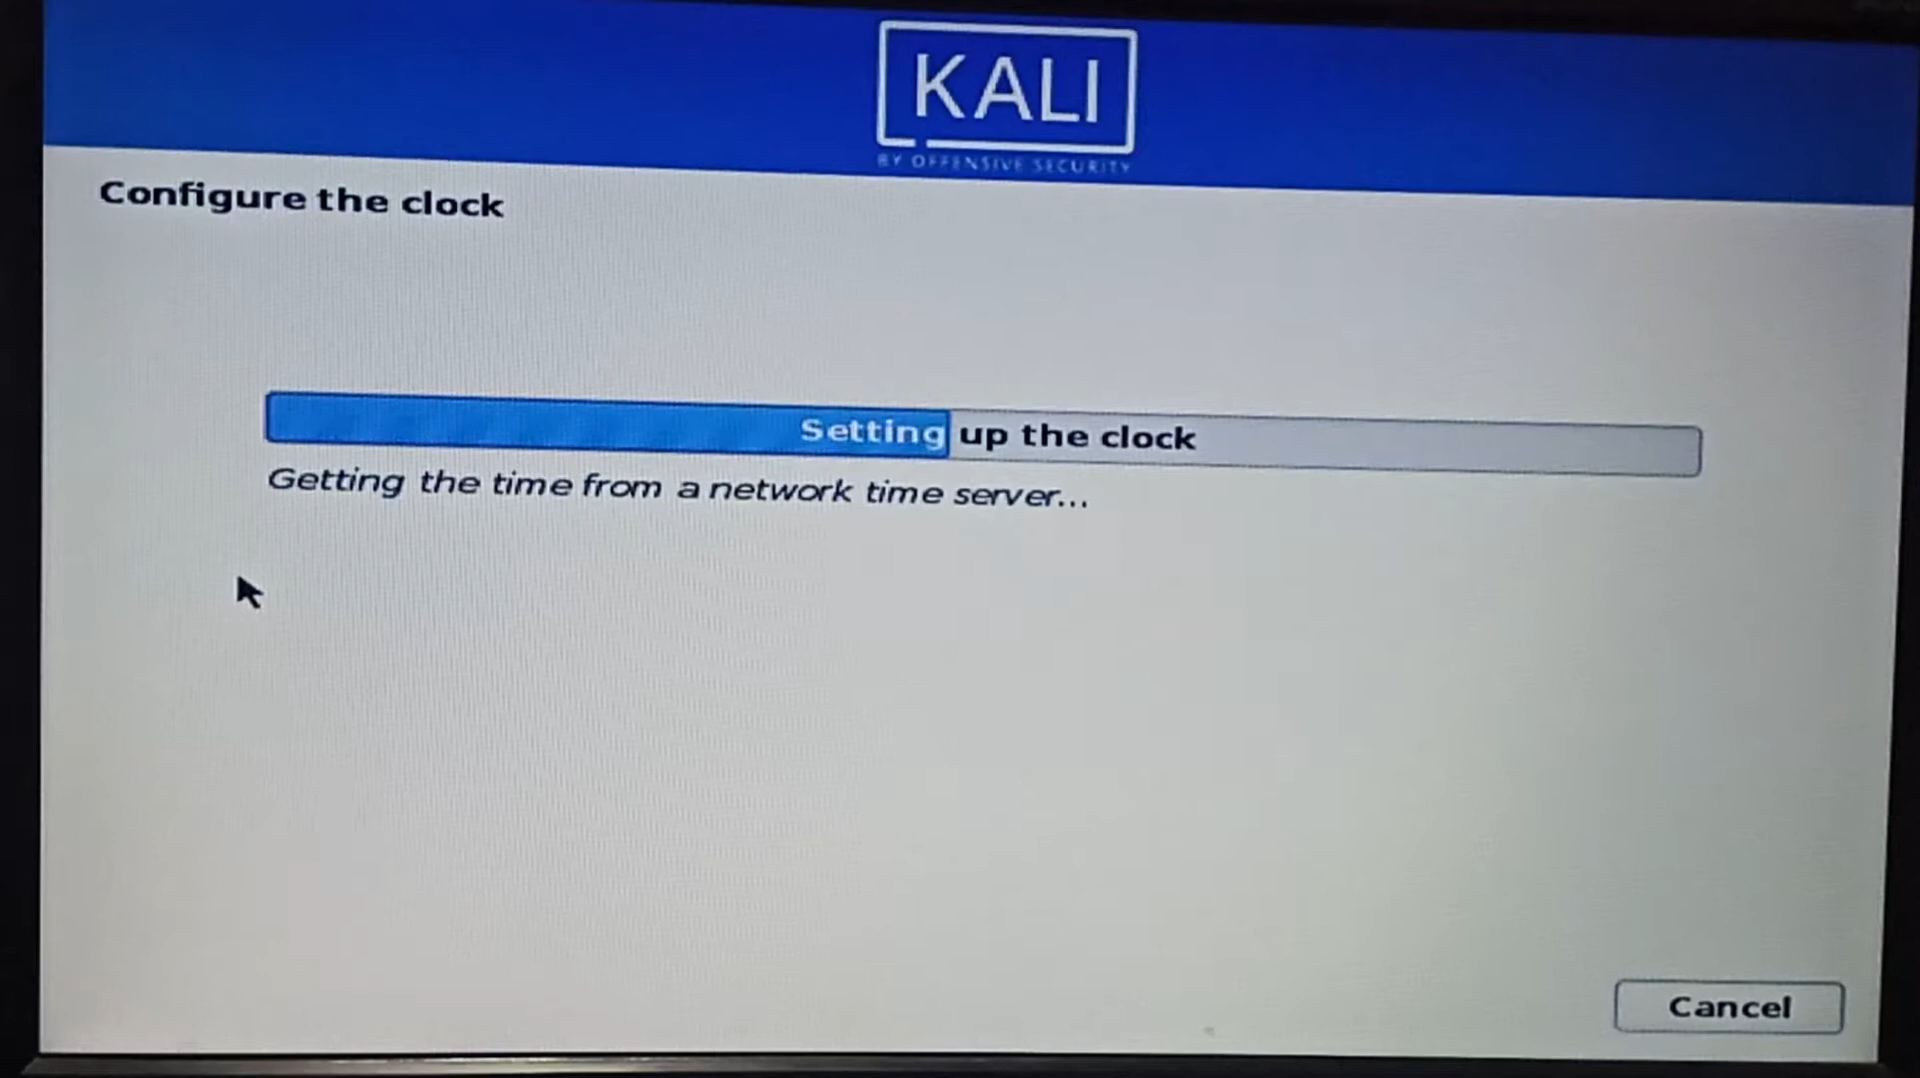 KALI
BY OFFENSIVE SECURITY
Configure the clock
Setting up the clock
Getting the time from a network time server...
Cancel